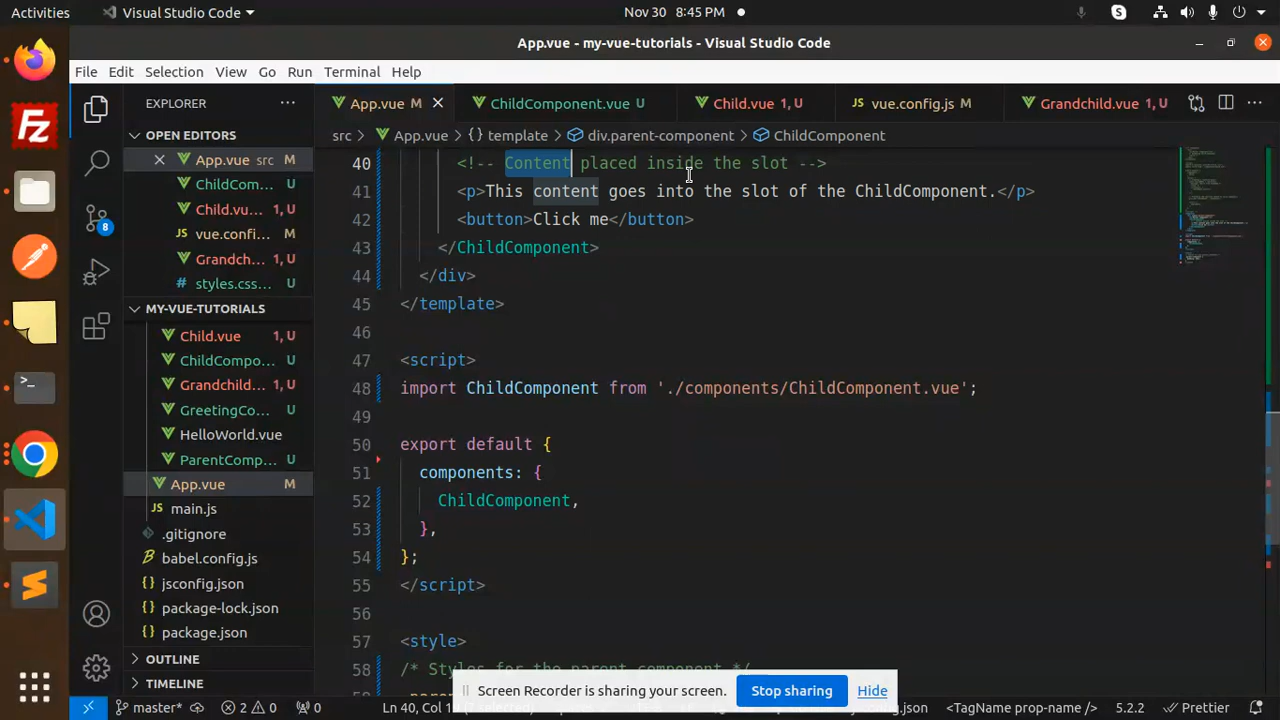 Activities
Visual Studio Code
Nov 30 8:45 PM
App.vue - my-vue-tutorials - Visual Studio Code
File Edit Selection View Go Run Terminal Help
EXPLORER
App.vue M
ChildComponent.vue U
Child.vue 1, U
vue.config.js M
Grandchild.vue 1, U
src > App.vue > {} template > div.parent-component > ChildComponent
OPEN EDITORS
App.vue src M
ChildCom... U
Child.vu... 1, U
vue.confi... M
Grandch... 1, U
styles.css... M
MY-VUE-TUTORIALS
Child.vue 1, U
ChildCompo... U
Grandchild... 1, U
GreetingCo... U
HelloWorld.vue
ParentComp... U
App.vue M
main.js
.gitignore
babel.config.js
jsconfig.json
package-lock.json
package.json
OUTLINE
TIMELINE
8
40 <!-- Content placed inside the slot -->
41 <p>This content goes into the slot of the ChildComponent.</p>
42 <button>Click me</button>
43 </ChildComponent>
44 </div>
45 </template>
46
47 <script>
48 import ChildComponent from './components/ChildComponent.vue';
49
50 export default {
51 components: {
52 ChildComponent,
53 },
54 };
55 </script>
56
57 <style>
58 /* Styles for the parent component */
Screen Recorder is sharing your screen.
Stop sharing
Hide
master*
2 0
0
Ln 40, Col
<TagName prop-name />
5.2.2
Prettier